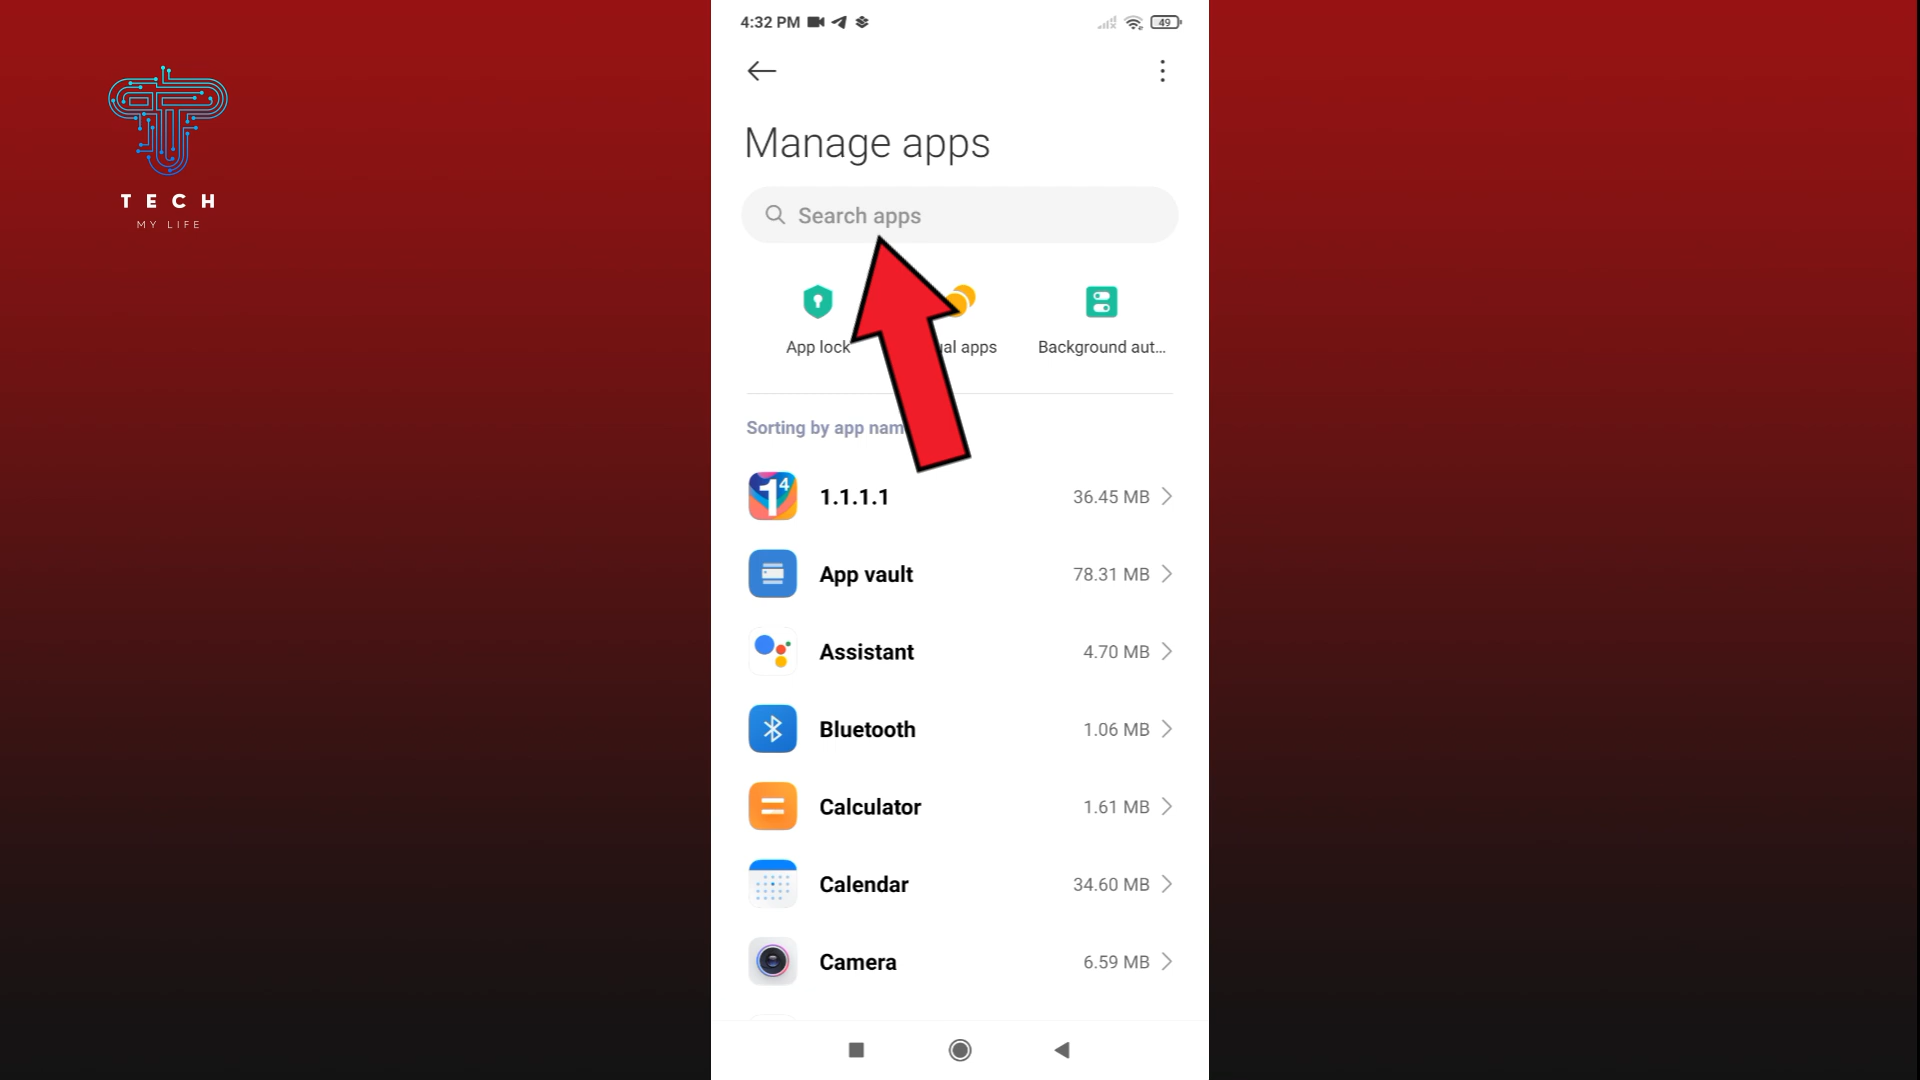 TECH
MY LIFE
4:32 PM
49
Manage apps
Search apps
App lock
al apps
Background aut...
Sorting by app nam
1.1.1.1
36.45 MB
App vault
78.31 MB
Assistant
4.70 MB
Bluetooth
1.06 MB
Calculator
1.61 MB
Calendar
34.60 MB
Camera
6.59 MB